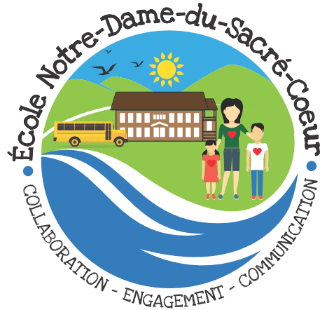 École Notre-Dame-du-Sacré-Coeur
COLLABORATION - ENGAGEMENT - COMMUNICATION